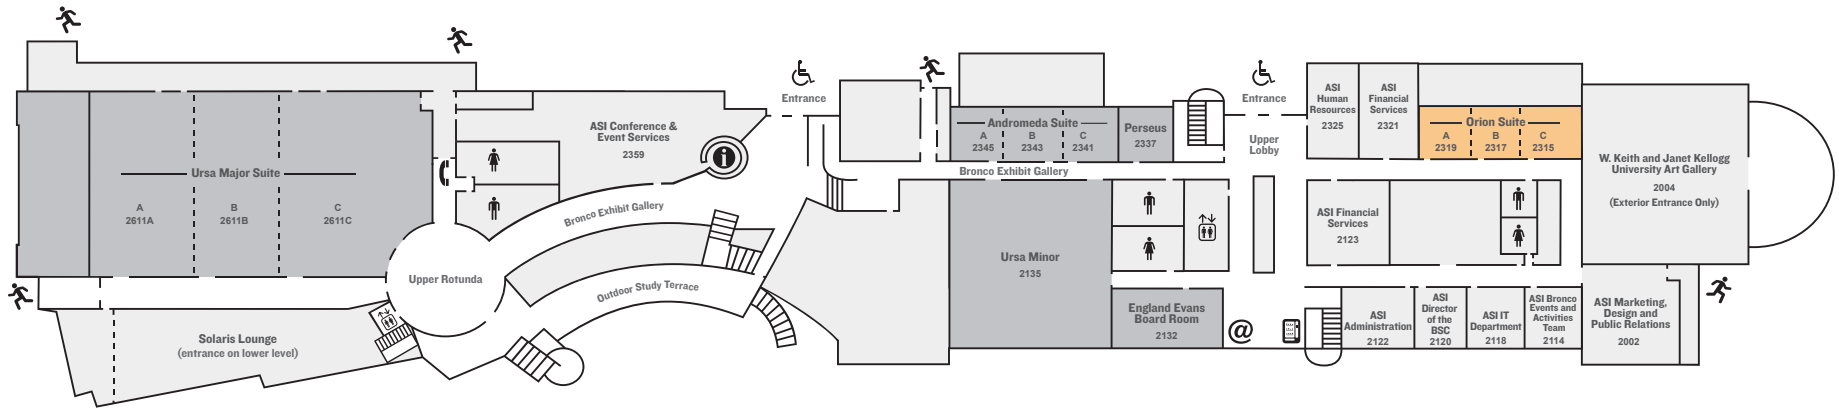 Ursa Major Suite
A
2611A
B
2611B
C
2611C
Solaris Lounge
(entrance on lower level)
Upper Rotunda
ASI Conference &
Event Services
2359
i
Bronco Exhibit Gallery
Outdoor Study Terrace
Entrance
Andromeda Suite
A
2345
B
2343
C
2341
Perseus
2337
Bronco Exhibit Gallery
Ursa Minor
2135
England Evans
Board Room
2132
@
Entrance
Upper
Lobby
ASI
Human
Resources
2325
ASI
Financial
Services
2321
Orion Suite
A
2319
B
2317
C
2315
ASI Financial
Services
2123
ASI
Administration
2122
ASI
Director
of the
BSC
2120
ASI IT
Department
2118
ASI Bronco
Events and
Activities
Team
2114
W. Keith and Janet Kellogg
University Art Gallery
2004
(Exterior Entrance Only)
ASI Marketing,
Design and
Public Relations
2002